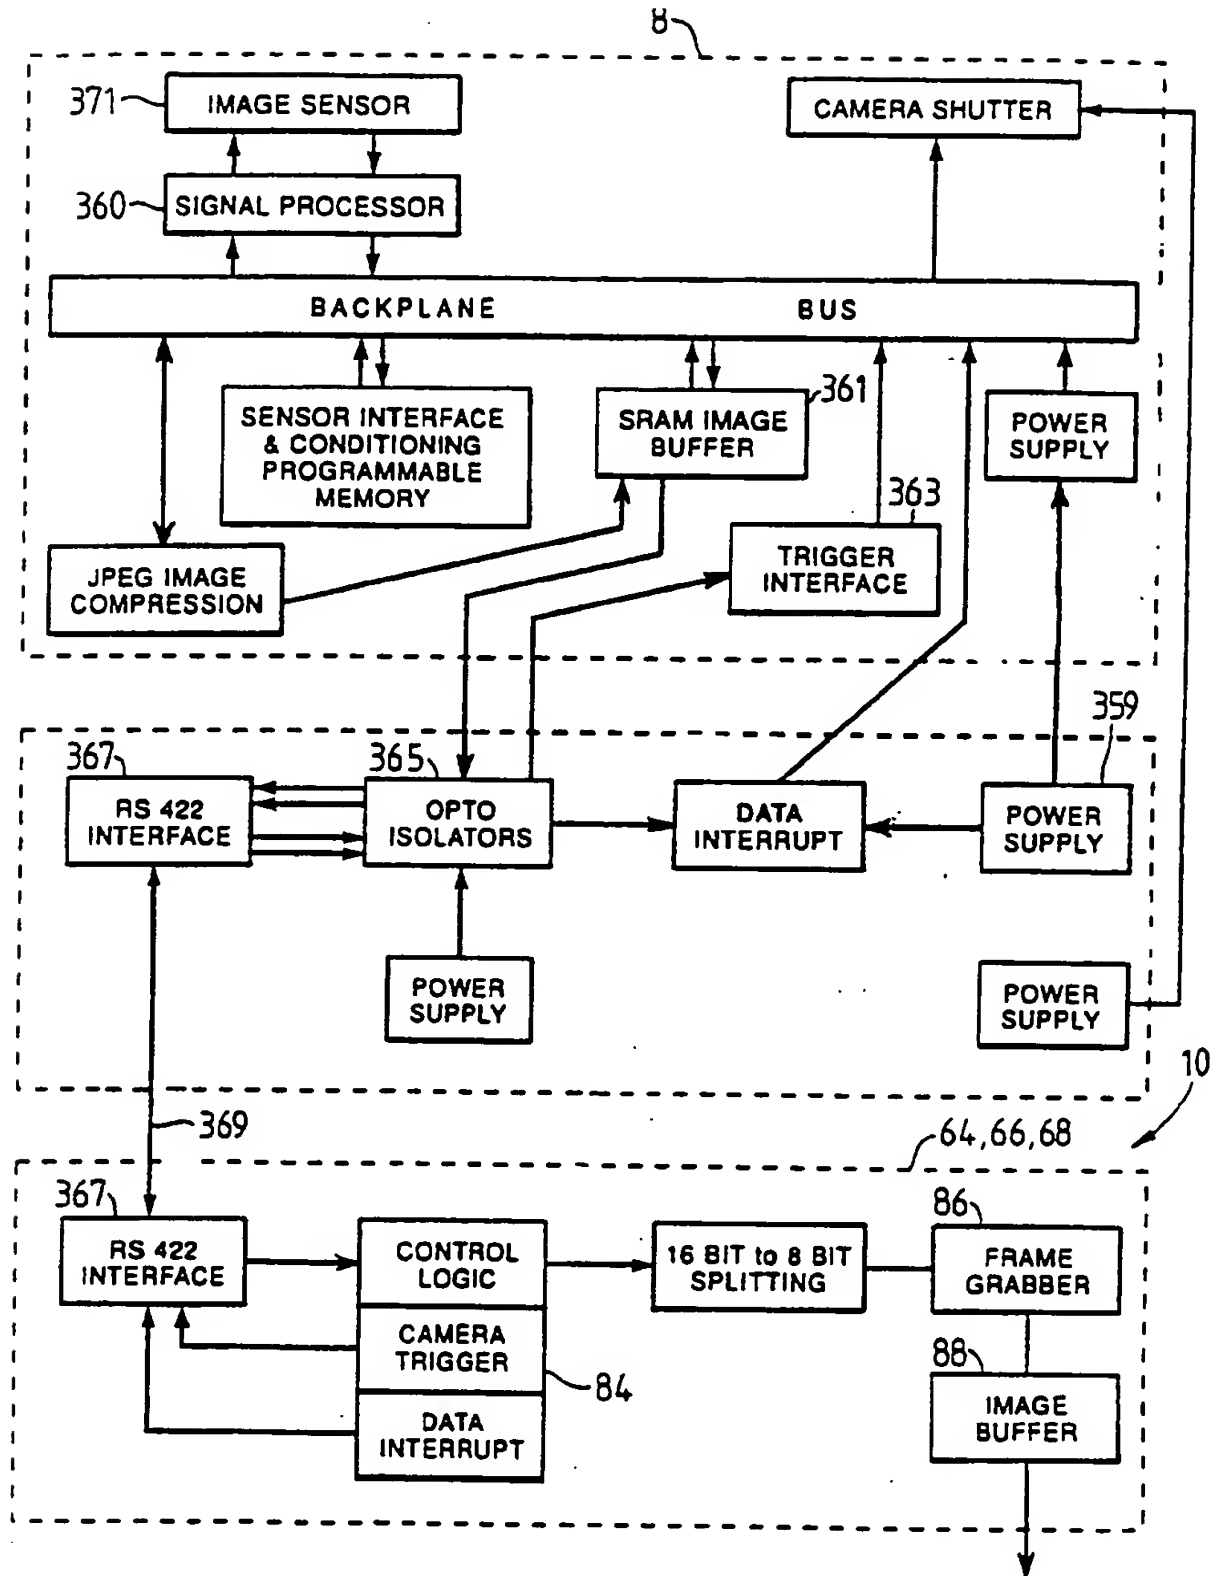 8
371
IMAGE SENSOR
CAMERA SHUTTER
360
SIGNAL PROCESSOR
BACKPLANE BUS
SENSOR INTERFACE
& CONDITIONING
PROGRAMMABLE
MEMORY
361
SRAM IMAGE
BUFFER
POWER
SUPPLY
363
TRIGGER
INTERFACE
JPEG IMAGE
COMPRESSION
359
367
RS 422
INTERFACE
365
OPTO
ISOLATORS
DATA
INTERRUPT
POWER
SUPPLY
POWER
SUPPLY
POWER
SUPPLY
10
369
64,66,68
367
RS 422
INTERFACE
CONTROL
LOGIC
16 BIT to 8 BIT
SPLITTING
86
FRAME
GRABBER
CAMERA
TRIGGER
84
88
IMAGE
BUFFER
DATA
INTERRUPT